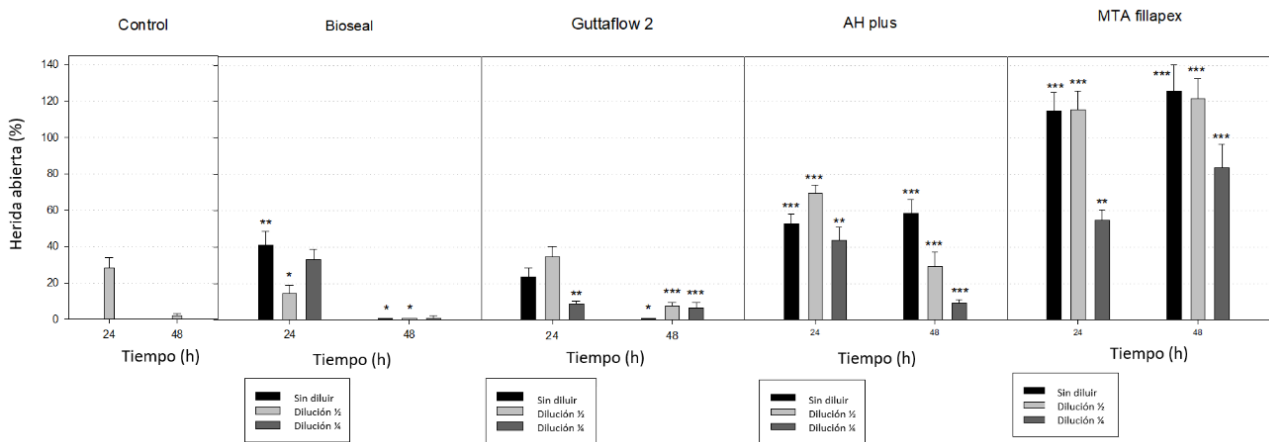 Control
Bioseal
Guttaflow 2
AH plus
MTA fillapex
Herida abierta (%)
140
120
100
80
60
40
20
0
**
*
*
*
**
*
***
***
***
***
**
***
***
***
***
***
**
***
***
***
24
48
24
48
24
48
24
48
24
48
Tiempo (h)
Tiempo (h)
Tiempo (h)
Tiempo (h)
Tiempo (h)
Sin diluir
Dilución ½
Dilución ¼
Sin diluir
Dilución ½
Dilución ¼
Sin diluir
Dilución ½
Dilución ¼
Sin diluir
Dilución ½
Dilución ¼